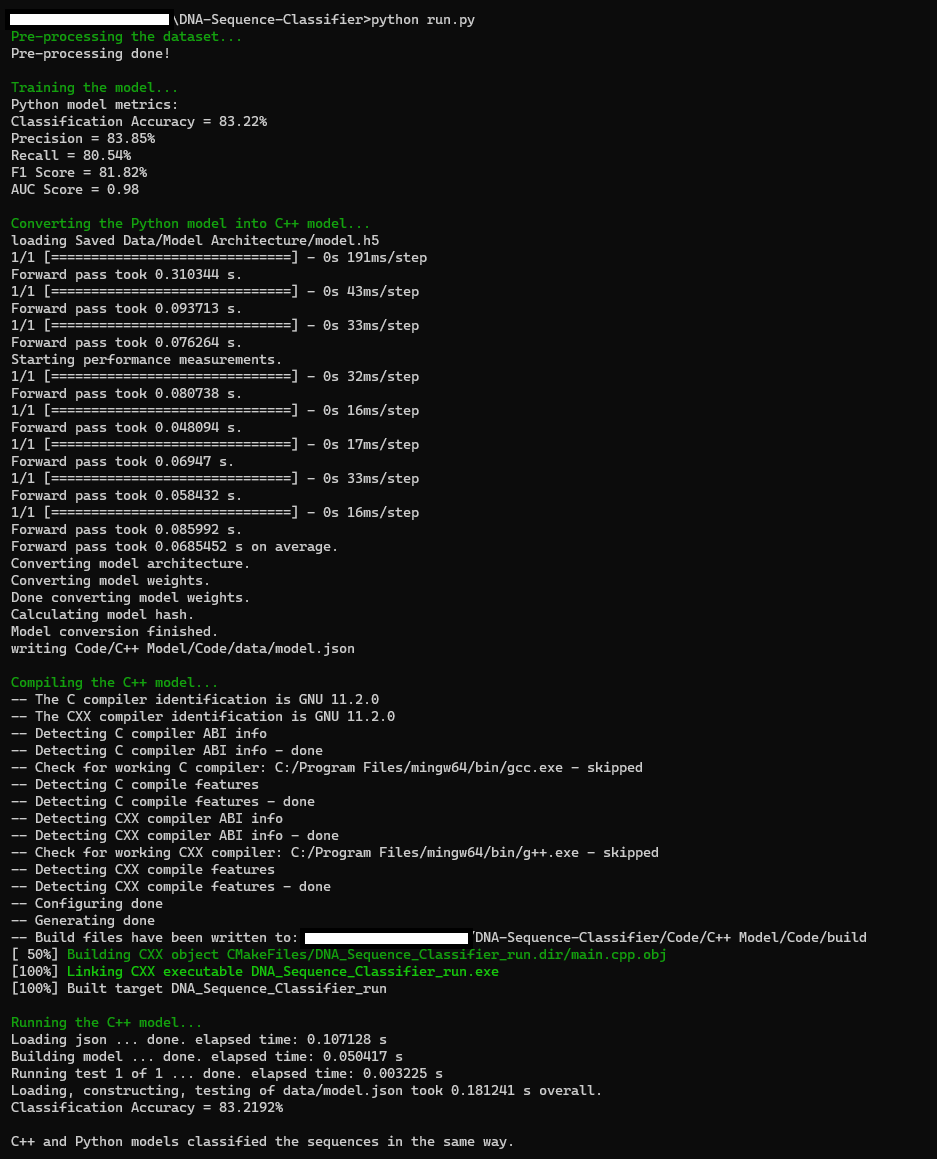 \DNA-Sequence-Classifier>python run.py
Pre-processing the dataset...
Pre-processing done!
Training the model...
Python model metrics:
Classification Accuracy = 83.22%
Precision = 83.85%
Recall = 80.54%
F1 Score = 81.82%
AUC Score = 0.98
Converting the Python model into C++ model...
loading Saved Data/Model Architecture/model.h5
1/1 [==============================] - 0s 191ms/step
Forward pass took 0.310344 s.
1/1 [==============================] - 0s 43ms/step
Forward pass took 0.093713 s.
1/1 [==============================] - 0s 33ms/step
Forward pass took 0.076264 s.
Starting performance measurements.
1/1 [==============================] - 0s 32ms/step
Forward pass took 0.080738 s.
1/1 [==============================] - 0s 16ms/step
Forward pass took 0.048094 s.
1/1 [==============================] - 0s 17ms/step
Forward pass took 0.06947 s.
1/1 [==============================] - 0s 33ms/step
Forward pass took 0.058432 s.
1/1 [==============================] - 0s 16ms/step
Forward pass took 0.085992 s.
Forward pass took 0.0685452 s on average.
Converting model architecture.
Converting model weights.
Done converting model weights.
Calculating model hash.
Model conversion finished.
writing Code/C++ Model/Code/data/model.json
Compiling the C++ model...
-- The C compiler identification is GNU 11.2.0
-- The CXX compiler identification is GNU 11.2.0
-- Detecting C compiler ABI info
-- Detecting C compiler ABI info - done
-- Check for working C compiler: C:/Program Files/mingw64/bin/gcc.exe - skipped
-- Detecting C compile features
-- Detecting C compile features - done
-- Detecting CXX compiler ABI info
-- Detecting CXX compiler ABI info - done
-- Check for working CXX compiler: C:/Program Files/mingw64/bin/g++.exe - skipped
-- Detecting CXX compile features
-- Detecting CXX compile features - done
-- Configuring done
-- Generating done
-- Build files have been written to: /DNA-Sequence-Classifier/Code/C++ Model/Code/build
[ 50%] Building CXX object CMakeFiles/DNA_Sequence_Classifier_run.dir/main.cpp.obj
[100%] Linking CXX executable DNA_Sequence_Classifier_run.exe
[100%] Built target DNA_Sequence_Classifier_run
Running the C++ model...
Loading json ... done. elapsed time: 0.107128 s
Building model ... done. elapsed time: 0.050417 s
Running test 1 of 1 ... done. elapsed time: 0.003225 s
Loading, constructing, testing of data/model.json took 0.181241 s overall.
Classification Accuracy = 83.2192%
C++ and Python models classified the sequences in the same way.